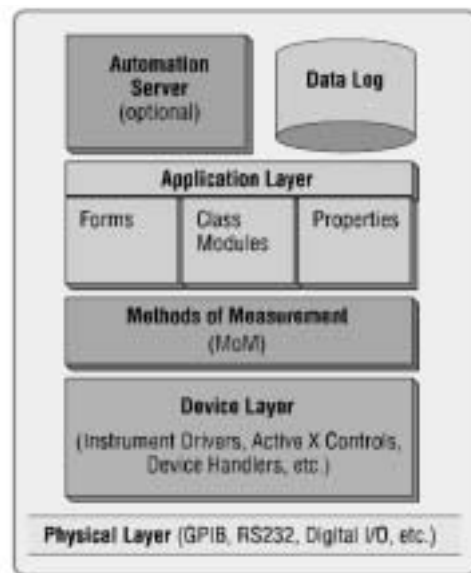 Automation
Server
(optional)
Data Log
Application Layer
Forms
Class
Modules
Properties
Methods of Measurement
(MoM)
Device Layer
(Instrument Drivers, Active X Controls,
Device Handlers, etc.)
Physical Layer (GPIB, RS232, Digital I/O, etc.)